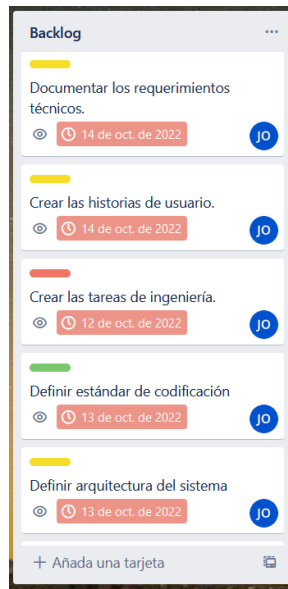 Backlog
Documentar los requerimientos
técnicos.
14 de oct. de 2022
JO
Crear las historias de usuario.
14 de oct. de 2022
JO
Crear las tareas de ingeniería.
12 de oct. de 2022
JO
Definir estándar de codificación
13 de oct. de 2022
JO
Definir arquitectura del sistema
13 de oct. de 2022
JO
+ Añada una tarjeta